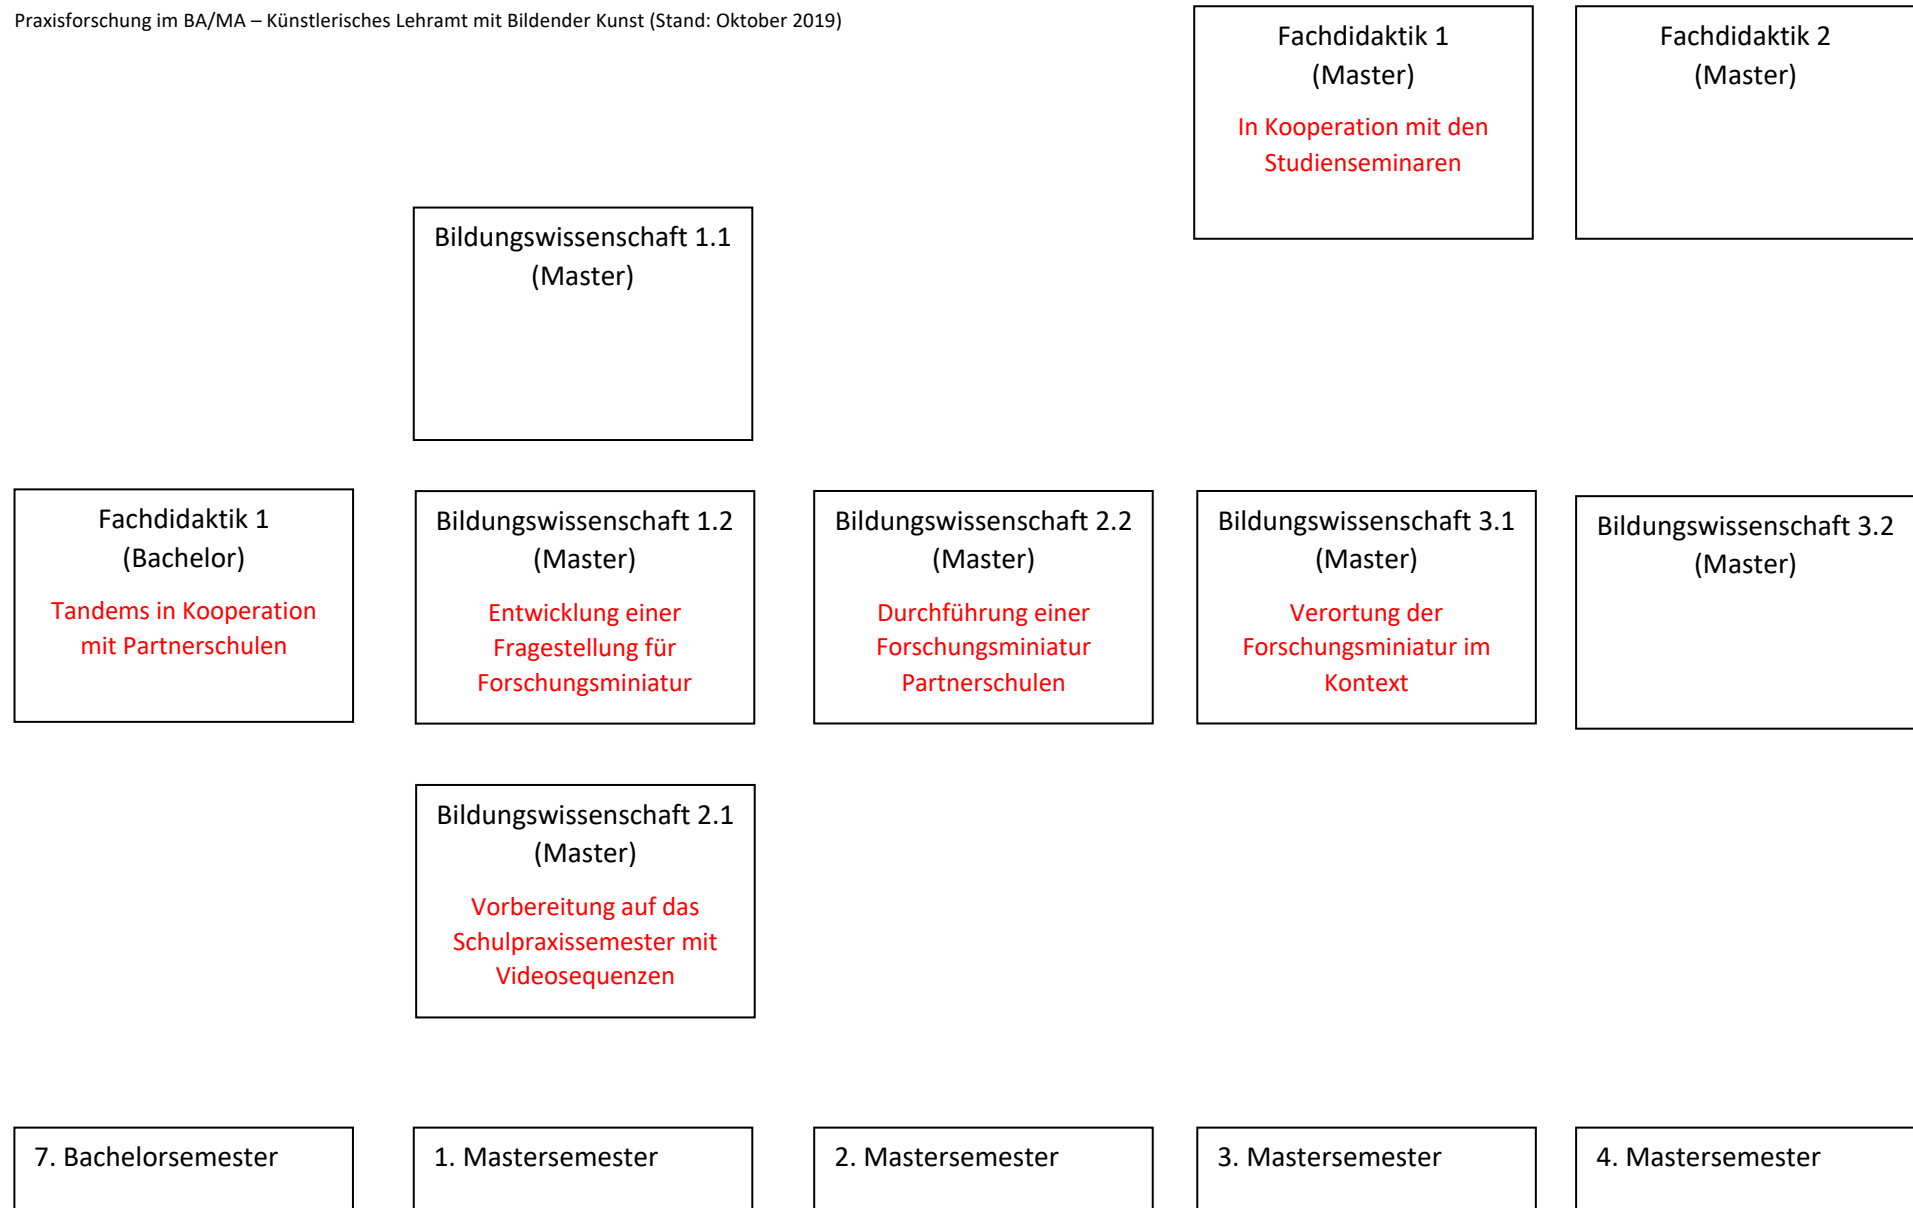 Praxisforschung im BA/MA – Künstlerisches Lehramt mit Bildender Kunst (Stand: Oktober 2019)
Fachdidaktik 1
(Master)
In Kooperation mit den
Studienseminaren
Fachdidaktik 2
(Master)
Bildungswissenschaft 1.1
(Master)
Fachdidaktik 1
(Bachelor)
Tandems in Kooperation
mit Partnerschulen
Bildungswissenschaft 1.2
(Master)
Entwicklung einer
Fragestellung für
Forschungsminiatur
Bildungswissenschaft 2.2
(Master)
Durchführung einer
Forschungsminiatur
Partnerschulen
Bildungswissenschaft 3.1
(Master)
Verortung der
Forschungsminiatur im
Kontext
Bildungswissenschaft 3.2
(Master)
Bildungswissenschaft 2.1
(Master)
Vorbereitung auf das
Schulpraxissemester mit
Videosequenzen
7. Bachelorsemester
1. Mastersemester
2. Mastersemester
3. Mastersemester
4. Mastersemester